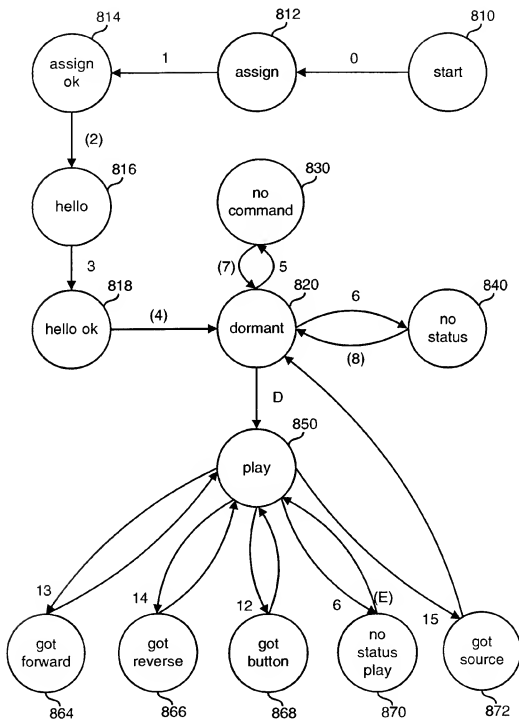 814
812
810
assign
ok
1
assign
0
start
(2)
816
830
hello
no
command
3
(7)
5
818
820
6
840
hello ok
(4)
dormant
no
status
(8)
D
850
play
13
14
12
6
(E)
15
got
forward
got
reverse
got
button
no
status
play
got
source
864
866
868
870
872